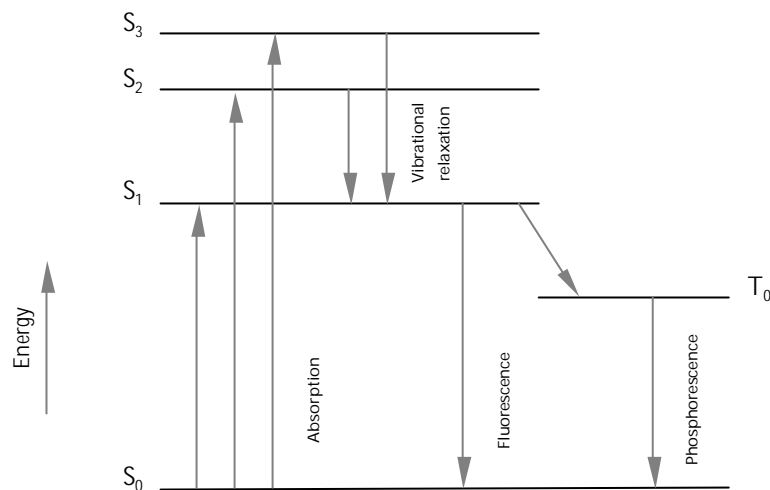 S₃
S₂
Vibrational
relaxation
S₁
T₀
Energy
Absorption
Fluorescence
Phosphorescence
S₀